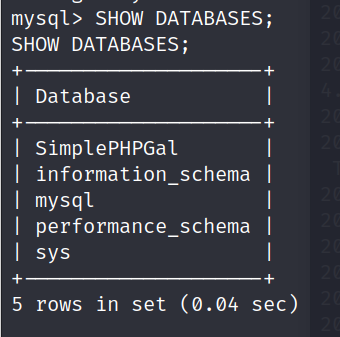 mysql> SHOW DATABASES;
SHOW DATABASES;
+--------------------+
| Database           |
+--------------------+
| SimplePHPGal       |
| information_schema |
| mysql              |
| performance_schema |
| sys                |
+--------------------+
5 rows in set (0.04 sec)